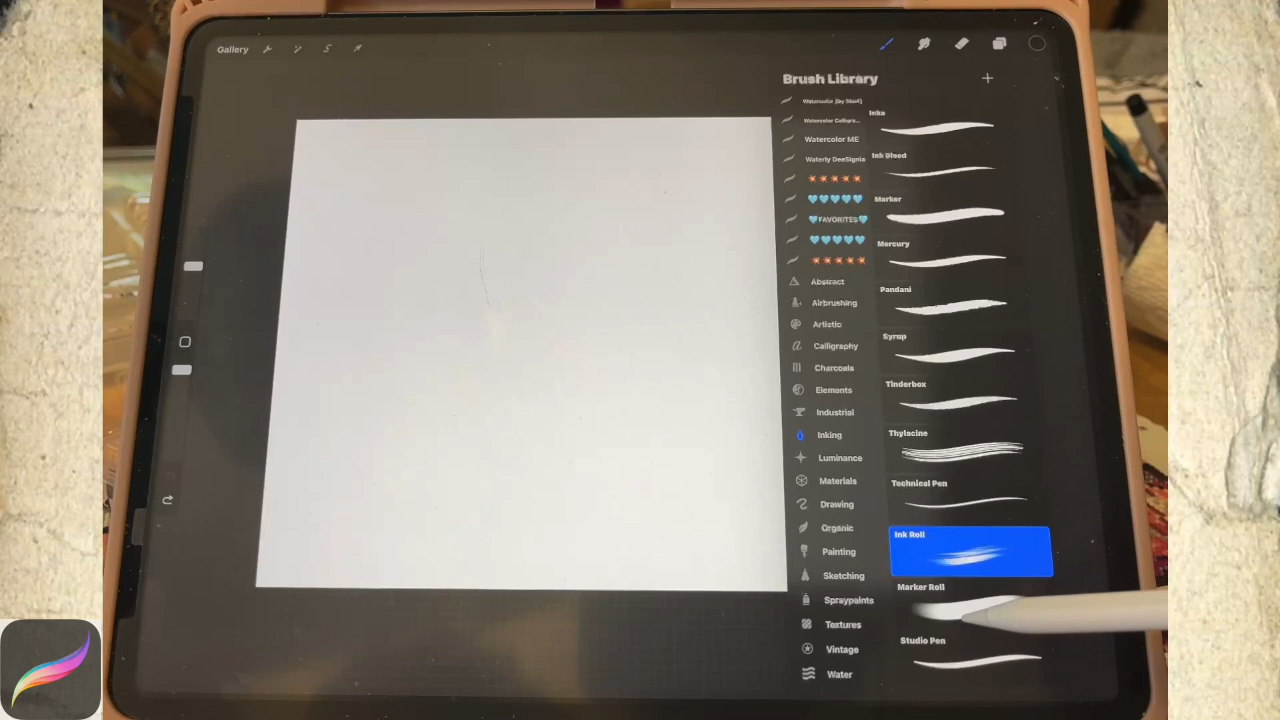 Gallery
Brush Library
Watercolor ME
Waterly DeeSignia
FAVORITES
Abstract
Airbrushing
Artistic
Calligraphy
Charcoals
Elements
Industrial
Inking
Luminance
Materials
Drawing
Organic
Painting
Sketching
Spraypaints
Textures
Vintage
Water
Inka
Ink Bleed
Marker
Mercury
Pandani
Syrup
Tinderbox
Thylacine
Technical Pen
Ink Roll
Marker Roll
Studio Pen